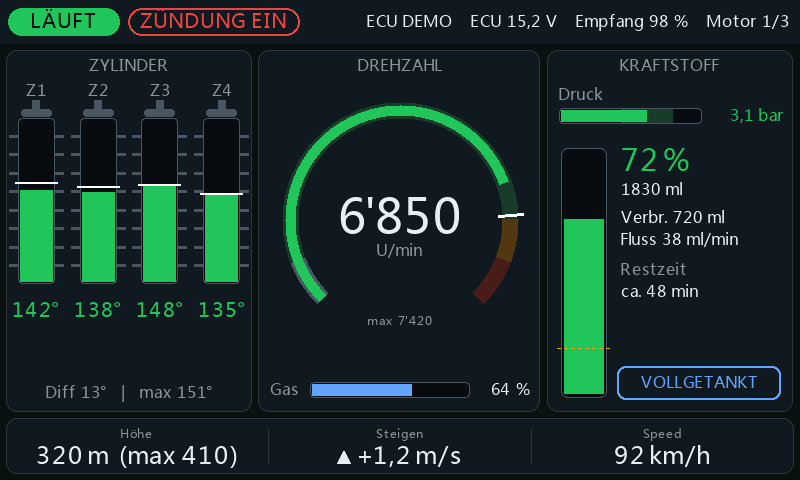 LÄUFT ZÜNDUNG EIN ECU DEMO ECU 15,2 V Empfang 98 % Motor 1/3
ZYLINDER
Z1 Z2 Z3 Z4
142° 138° 148° 135°
Diff 13° | max 151°
DREHZAHL
6'850
U/min
max 7'420
Gas 64 %
KRAFTSTOFF
Druck
3,1 bar
72 %
1830 ml
Verbr. 720 ml
Fluss 38 ml/min
Restzeit
ca. 48 min
VOLLGETANKT
Höhe
320 m (max 410)
Steigen
▲ +1,2 m/s
Speed
92 km/h